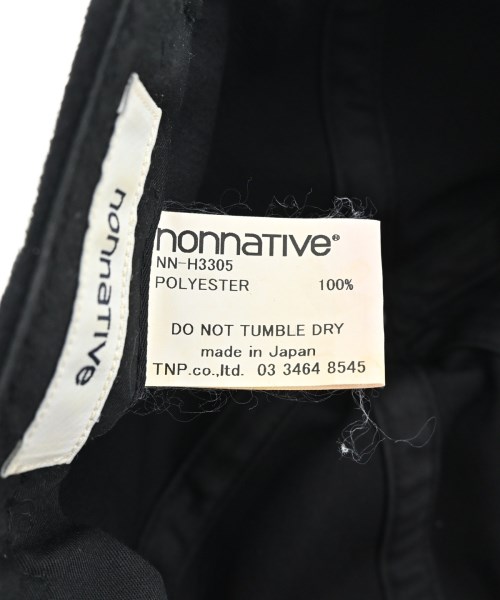 nonnative
nonnative®
NN-H3305
POLYESTER 100%
DO NOT TUMBLE DRY
made in Japan
TNP.co.,ltd. 03 3464 8545